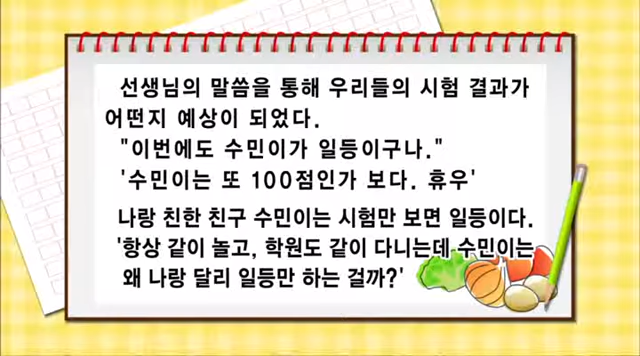 선생님의 말씀을 통해 우리들의 시험 결과가
어떤지 예상이 되었다.
"이번에도 수민이가 일등이구나."
'수민이는 또 100점인가 보다. 휴우'
나랑 친한 친구 수민이는 시험만 보면 일등이다.
'항상 같이 놀고, 학원도 같이 다니는데 수민이는
왜 나랑 달리 일등만 하는 걸까?'